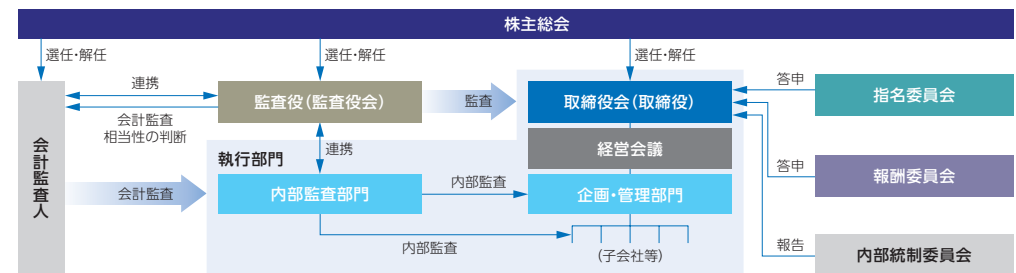 株主総会
選任・解任
選任・解任
選任・解任
連携
監査役(監査役会)
監査
取締役会(取締役)
答申
指名委員会
会計監査
相当性の判断
会計監査人
連携
執行部門
経営会議
答申
報酬委員会
会計監査
内部監査部門
内部監査
企画・管理部門
内部監査
(子会社等)
報告
内部統制委員会